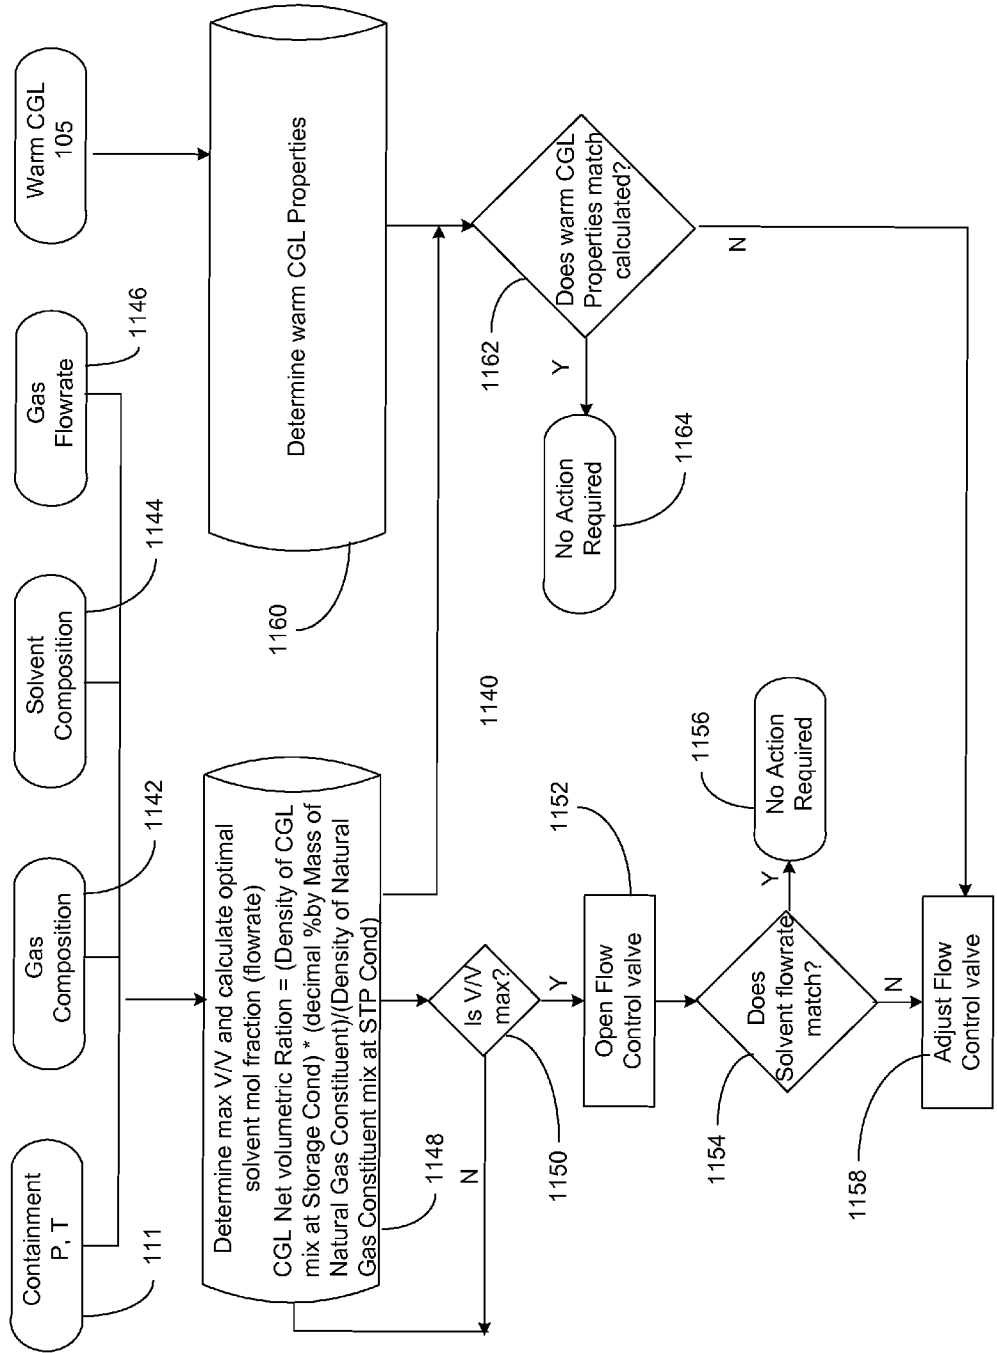 Containment
P, T
111
Gas
Composition
1142
Solvent
Composition
1144
Gas
Flowrate
1146
Warm CGL
105
Determine max V/V and calculate optimal
solvent mol fraction (flowrate)
CGL Net volumetric Ration = (Density of CGL
mix at Storage Cond) * (decimal %by Mass of
Natural Gas Constituent)/(Density of Natural
Gas Constituent mix at STP Cond)
1148
Determine warm CGL Properties
1160
Is V/V
max?
N
Y
1150
1140
Does warm CGL
Properties match
calculated?
1162
Y
N
No Action
Required
1164
Open Flow
Control valve
1152
Does
Solvent flowrate
match?
1154
Y
N
No Action
Required
1156
Adjust Flow
Control valve
1158